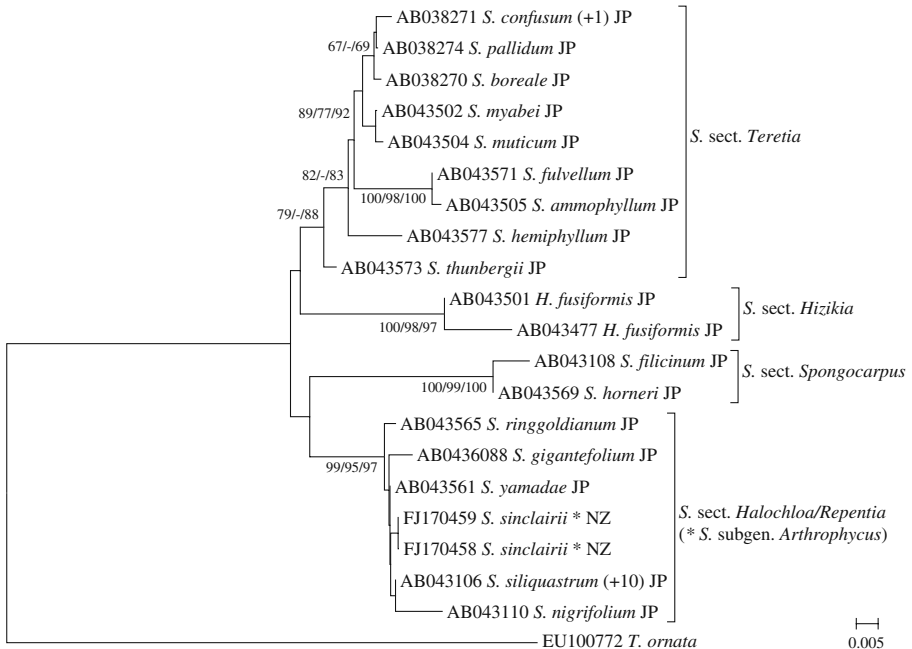 AB038271 S. confusum (+1) JP
67/-/69
AB038274 S. pallidum JP
AB038270 S. boreale JP
89/77/92
AB043502 S. myabei JP
AB043504 S. muticum JP
S. sect. Teretia
82/-/83
AB043571 S. fulvellum JP
100/98/100
AB043505 S. ammophyllum JP
79/-/88
AB043577 S. hemiphyllum JP
AB043573 S. thunbergii JP
AB043501 H. fusiformis JP
S. sect. Hizikia
100/98/97
AB043477 H. fusiformis JP
AB043108 S. filicinum JP
S. sect. Spongocarpus
100/99/100
AB043569 S. horneri JP
AB043565 S. ringgoldianum JP
99/95/97
AB0436088 S. gigantefolium JP
AB043561 S. yamadae JP
FJ170459 S. sinclairii * NZ
S. sect. Halochloa/Repentia
(* S. subgen. Arthrophycus)
FJ170458 S. sinclairii * NZ
AB043106 S. siliquastrum (+10) JP
AB043110 S. nigrifolium JP
EU100772 T. ornata
0.005